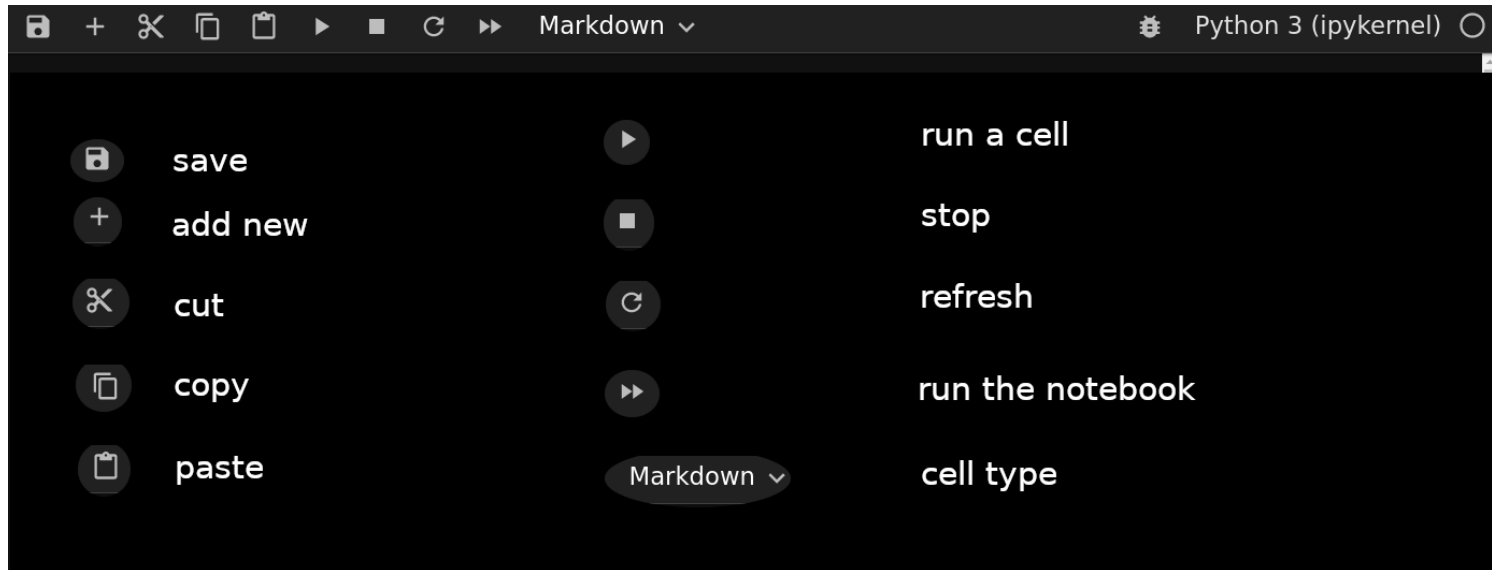 Markdown
Python 3 (ipykernel)
save
add new
cut
copy
paste
run a cell
stop
refresh
run the notebook
Markdown
cell type